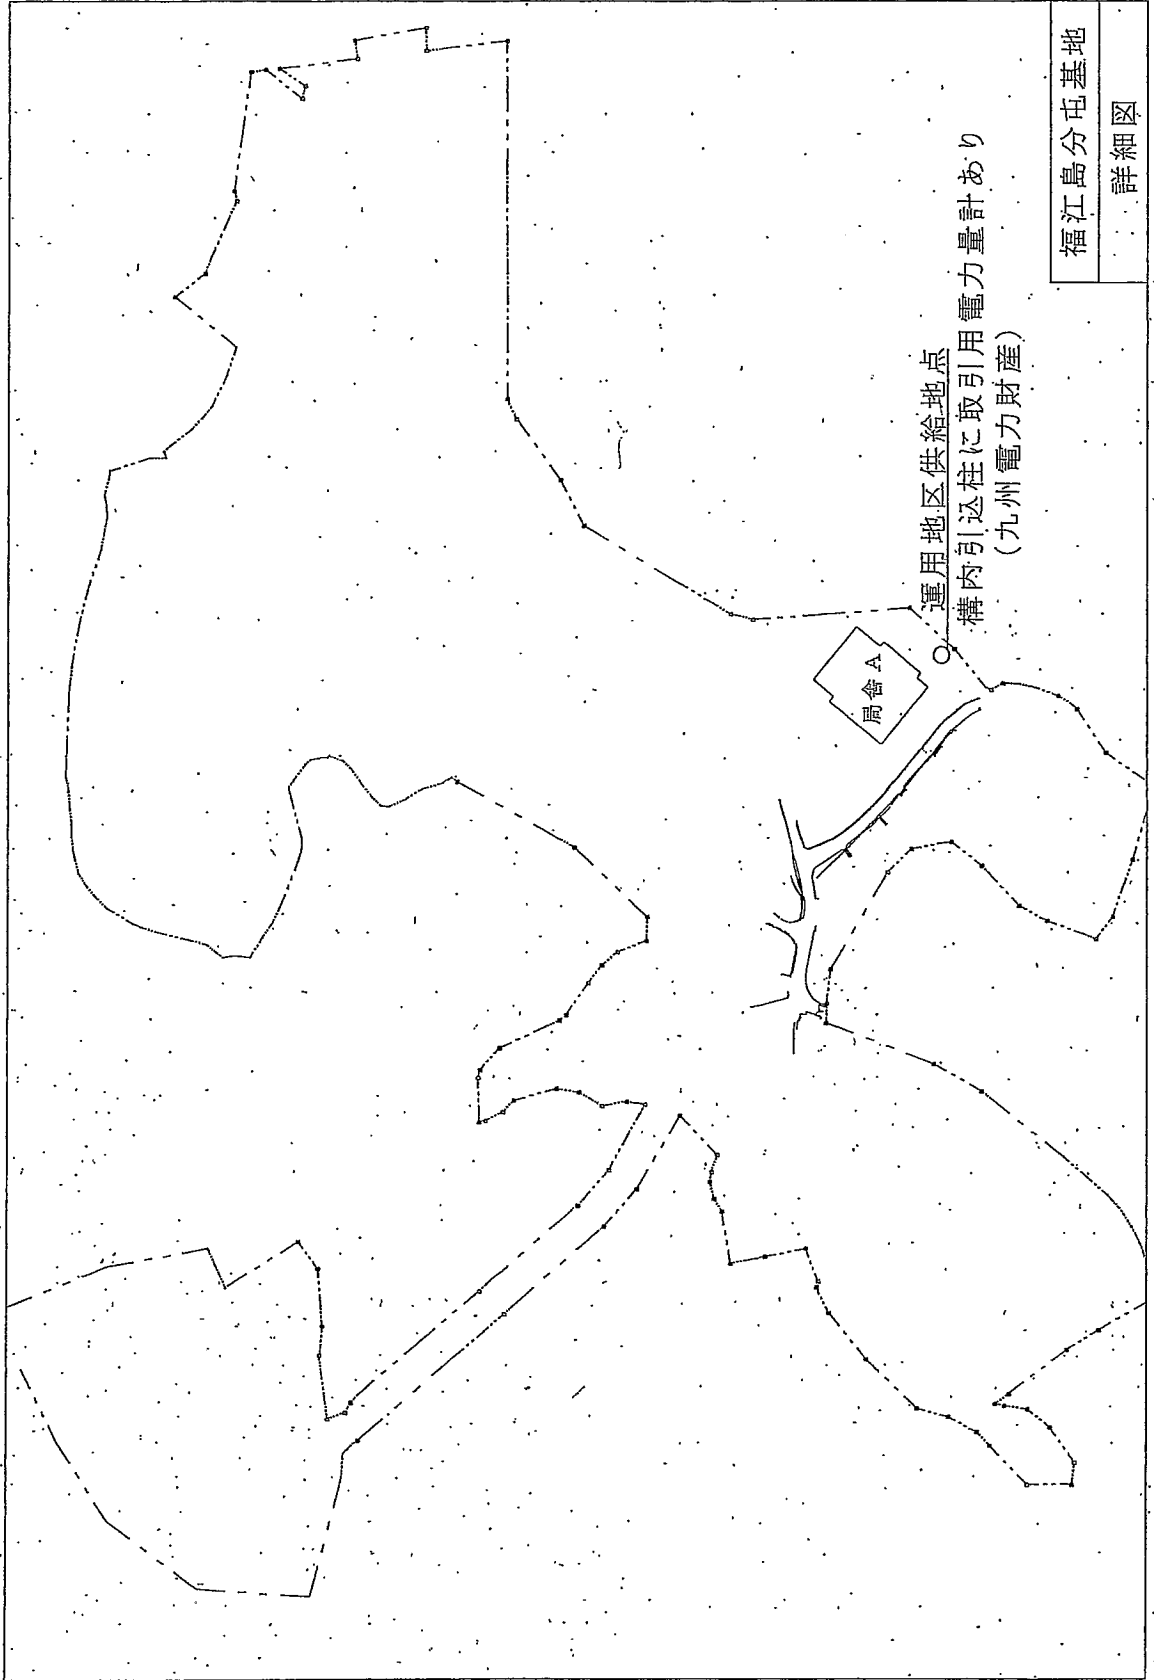 局舎A
運用地区供給地点
構内引込柱に取引用電力量計あり
(九州電力財産)
福江島分屯基地
詳細図